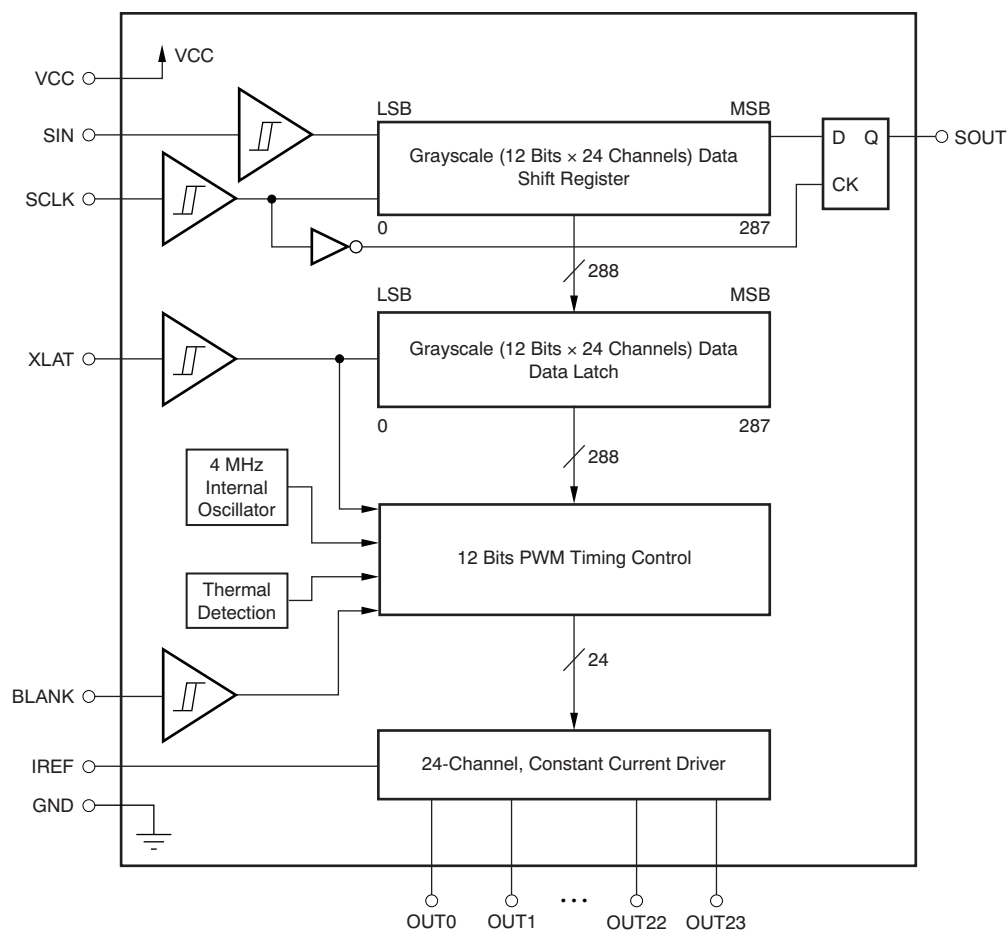 VCC
VCC
LSB
MSB
SIN
Grayscale (12 Bits × 24 Channels) Data
Shift Register
D
Q
SOUT
SCLK
CK
0
287
288
LSB
MSB
XLAT
Grayscale (12 Bits × 24 Channels) Data
Data Latch
0
287
288
4 MHz
Internal
Oscillator
12 Bits PWM Timing Control
Thermal
Detection
24
BLANK
IREF
24-Channel, Constant Current Driver
GND
OUT0
OUT1
•••
OUT22
OUT23